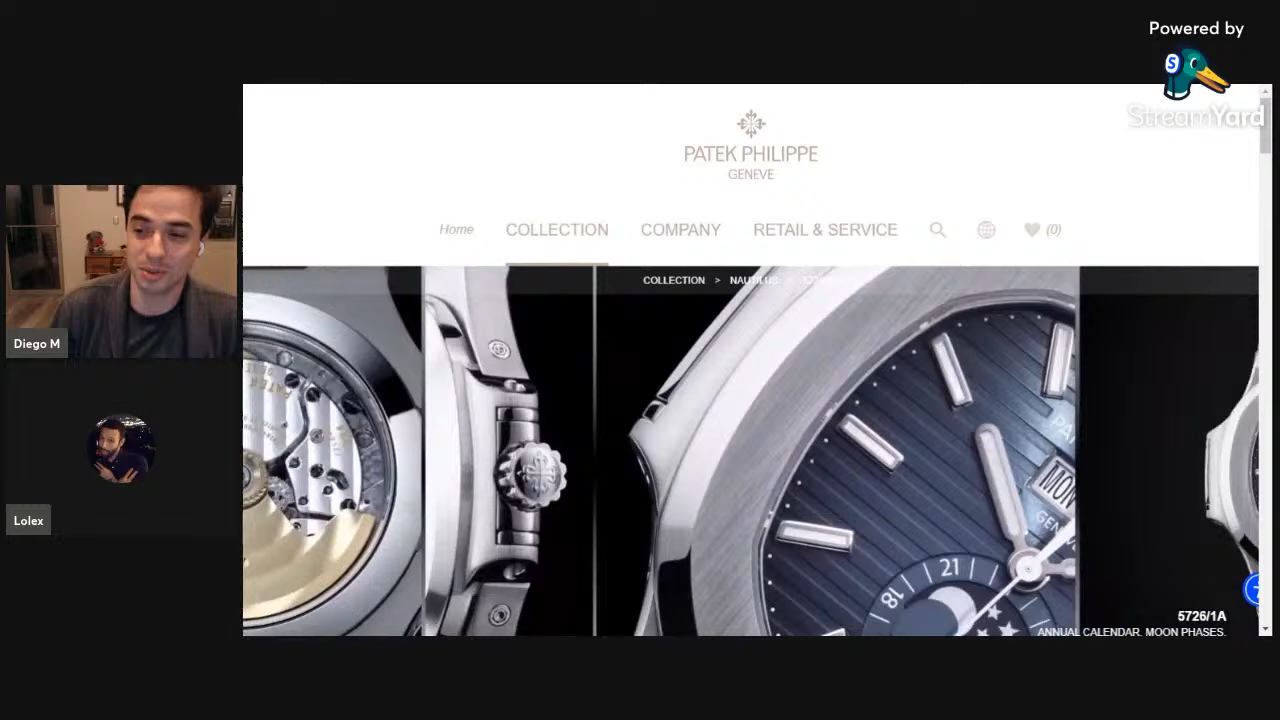 Powered by
S
StreamYard
PATEK PHILIPPE
GENEVE
Home COLLECTION COMPANY RETAIL & SERVICE (0)
COLLECTION > NAUTILUS >
Diego M
Lolex
MON
21
18
5726/1A
ANNUAL CALENDAR. MOON PHASES.